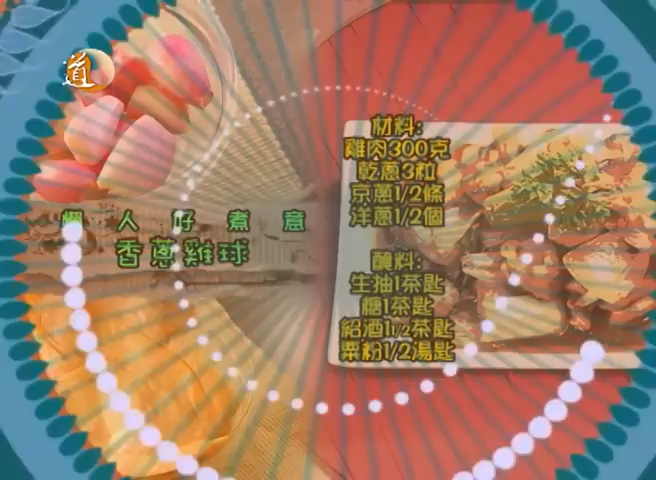 道
懶人好煮意
香蔥雞球
材料:
雞肉300克
乾蔥3粒
京蔥1/2條
洋蔥1/2個
醃料:
生抽1茶匙
糖1茶匙
紹酒1½茶匙
粟粉1/2湯匙